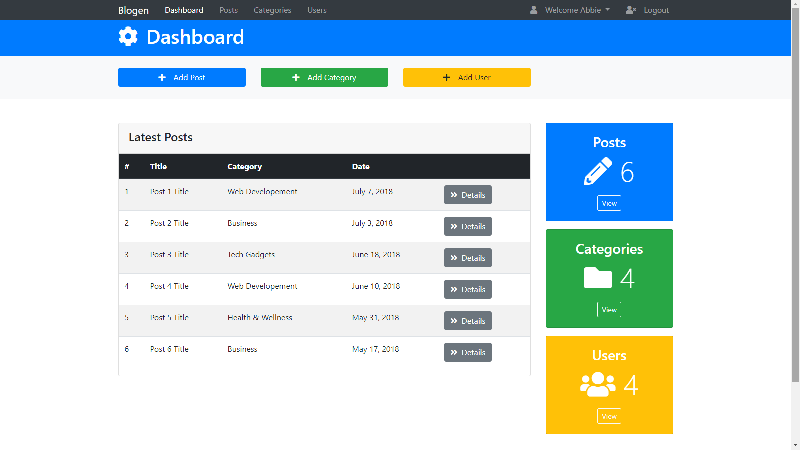 Blogen Dashboard Posts Categories Users Welcome Abbie Logout
Dashboard
Add Post Add Category Add User
Latest Posts
# Title Category Date
1 Post 1 Title Web Developement July 7, 2018 Details
2 Post 2 Title Business July 3, 2018 Details
3 Post 3 Title Tech Gadgets June 18, 2018 Details
4 Post 4 Title Web Developement June 10, 2018 Details
5 Post 5 Title Health & Wellness May 31, 2018 Details
6 Post 6 Title Business May 17, 2018 Details
Posts
6
View
Categories
4
View
Users
4
View